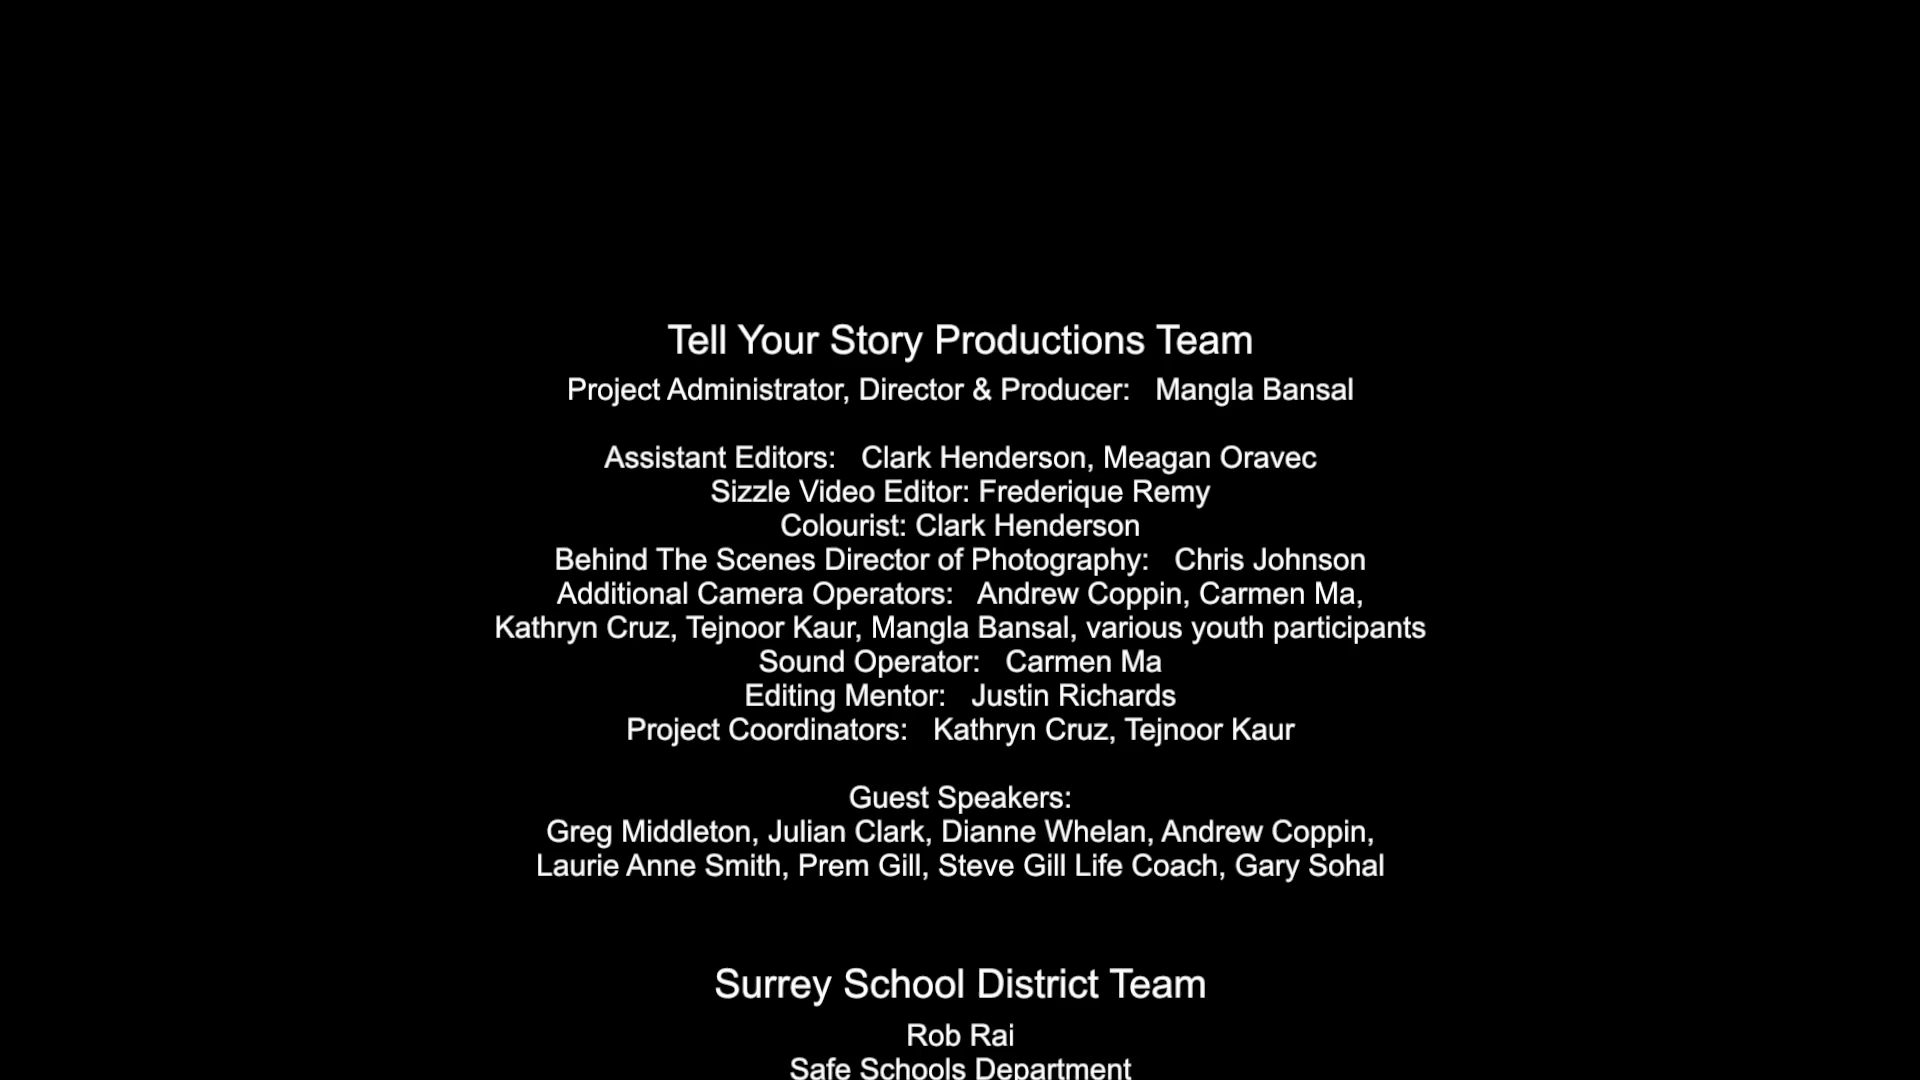 Tell Your Story Productions Team
Project Administrator, Director & Producer:   Mangla Bansal
Assistant Editors:   Clark Henderson, Meagan Oravec
Sizzle Video Editor: Frederique Remy
Colourist: Clark Henderson
Behind The Scenes Director of Photography:   Chris Johnson
Additional Camera Operators:   Andrew Coppin, Carmen Ma,
Kathryn Cruz, Tejnoor Kaur, Mangla Bansal, various youth participants
Sound Operator:   Carmen Ma
Editing Mentor:   Justin Richards
Project Coordinators:   Kathryn Cruz, Tejnoor Kaur
Guest Speakers:
Greg Middleton, Julian Clark, Dianne Whelan, Andrew Coppin,
Laurie Anne Smith, Prem Gill, Steve Gill Life Coach, Gary Sohal
Surrey School District Team
Rob Rai
Safe Schools Department